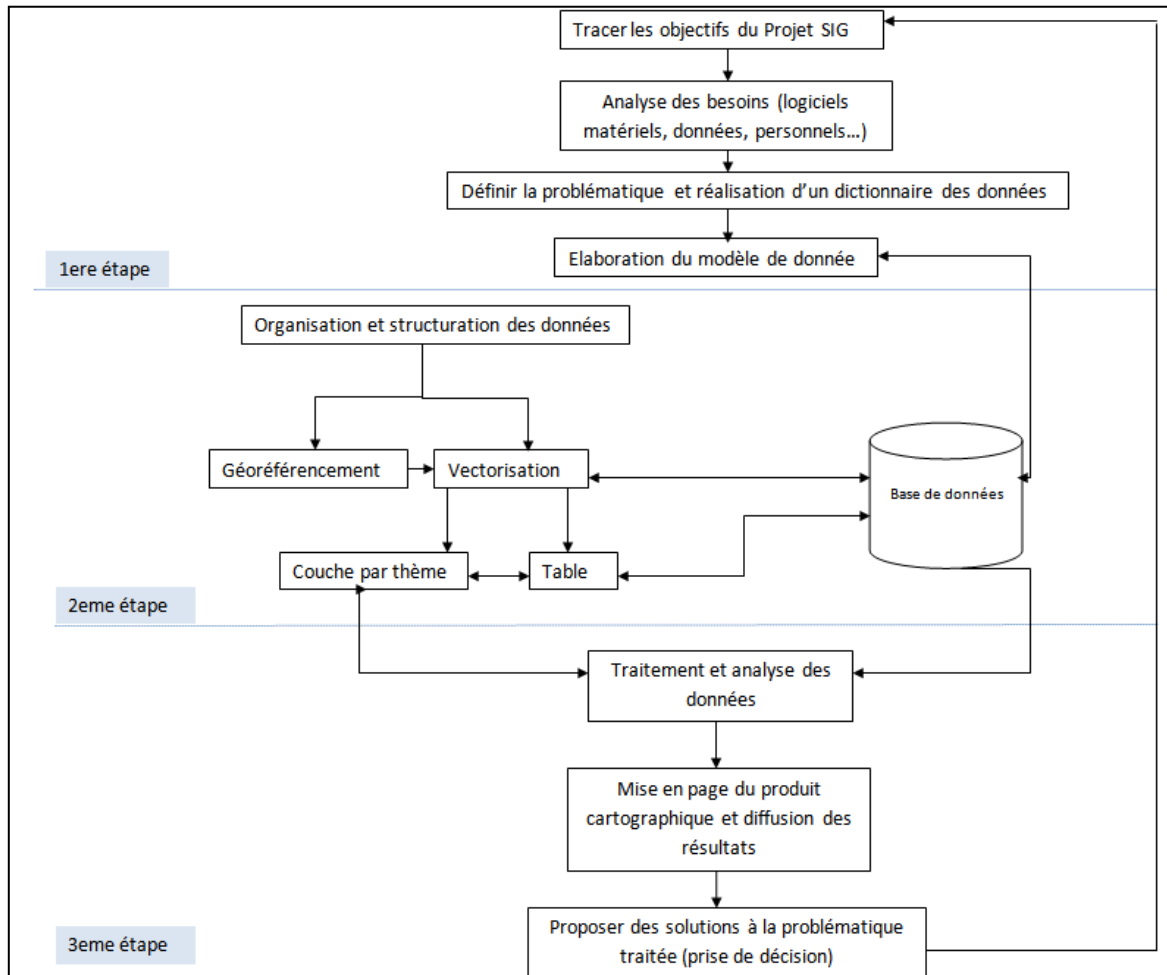 Tracer les objectifs du Projet SIG
Analyse des besoins (logiciels
matériels, données, personnels...)
Définir la problématique et réalisation d'un dictionnaire des données
Elaboration du modèle de donnée
1ere étape
Organisation et structuration des données
Géoréférencement
Vectorisation
Base de données
Couche par thème
Table
2eme étape
Traitement et analyse des
données
Mise en page du produit
cartographique et diffusion des
résultats
Proposer des solutions à la problématique
traitée (prise de décision)
3eme étape